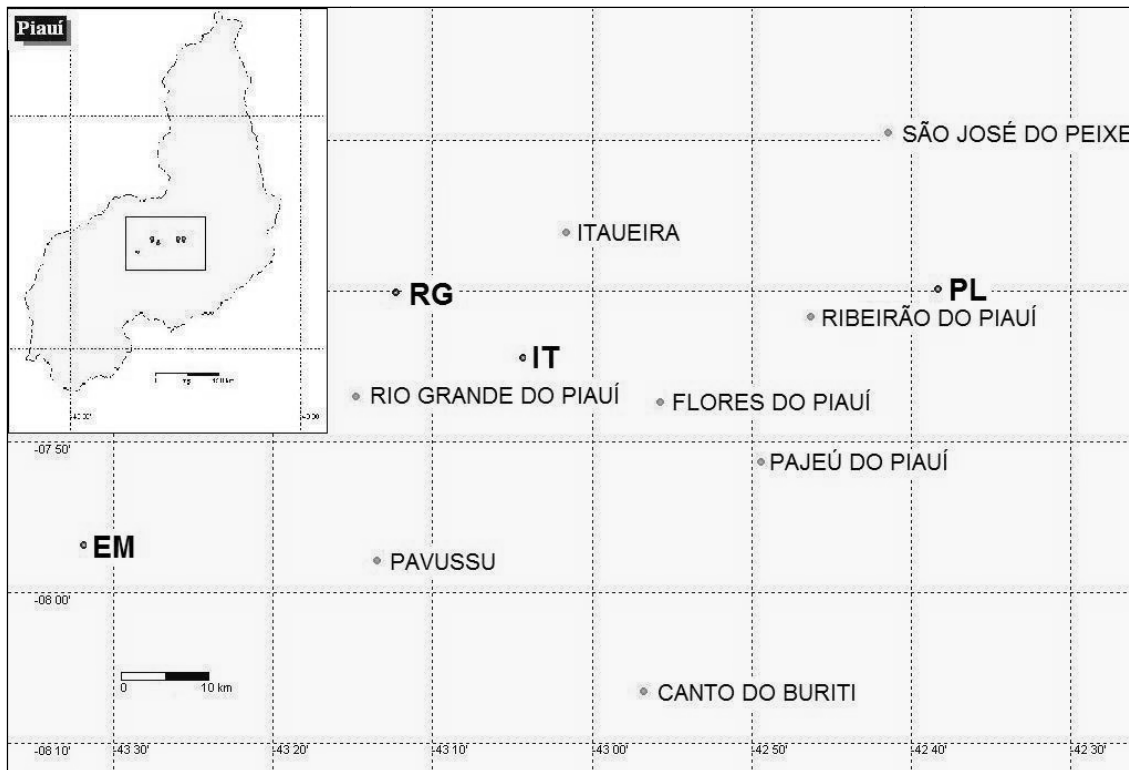 Piauí
SÃO JOSÉ DO PEIXE
ITAUEIRA
RG
PL
RIBEIRÃO DO PIAUÍ
IT
RIO GRANDE DO PIAUÍ
FLORES DO PIAUÍ
-07 50'
PAJEÚ DO PIAUÍ
EM
PAVUSSU
-08 00'
0 10 km
CANTO DO BURITI
-08 10'
-43 30'
-43 20'
-43 10'
-43 00'
-42 50'
-42 40'
-42 30'